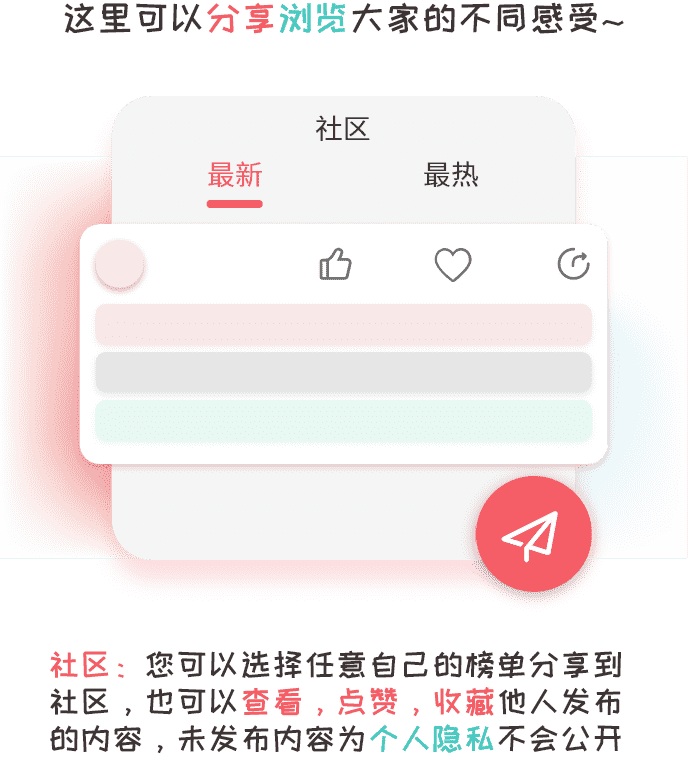 这里可以分享浏览大家的不同感受~
社区
最新 最热
社区：您可以选择任意自己的榜单分享到
社区，也可以查看，点赞，收藏他人发布
的内容，未发布内容为个人隐私不会公开